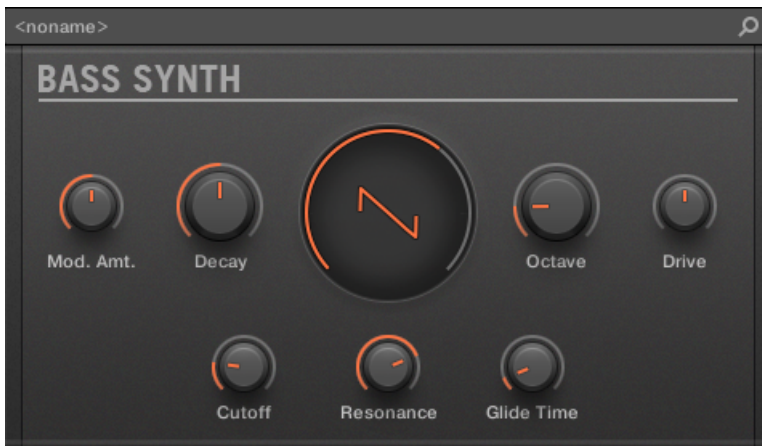 <noname>
BASS SYNTH
Mod. Amt.
Decay
Octave
Drive
Cutoff
Resonance
Glide Time